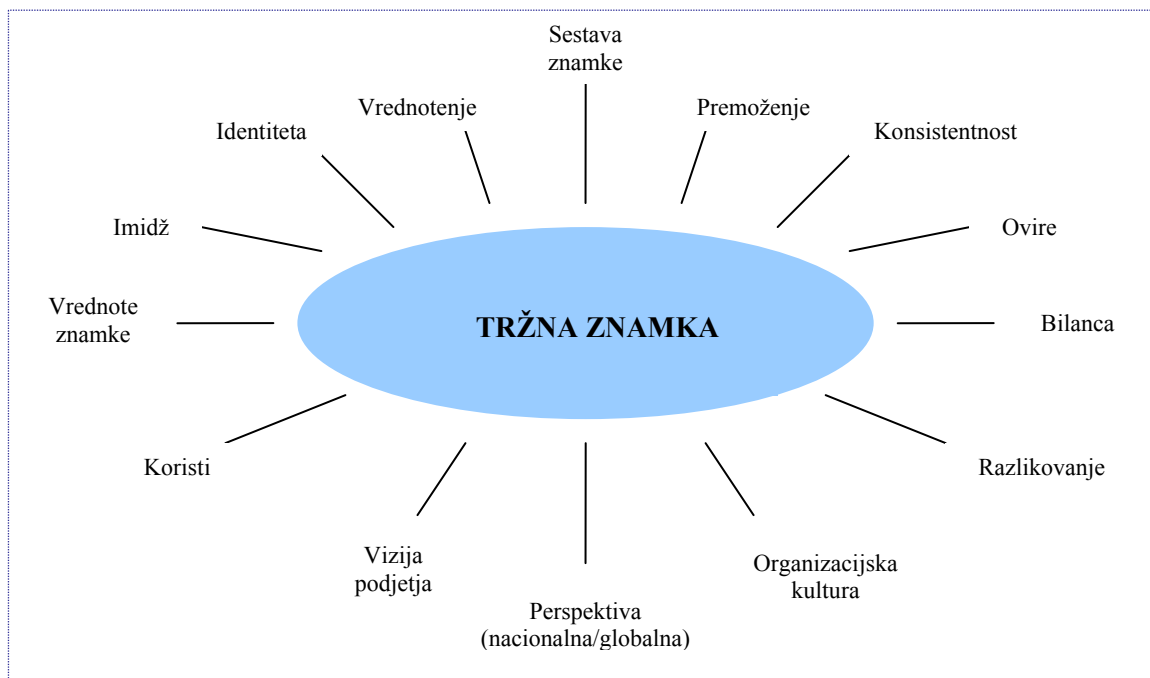 Sestava
znamke
Vrednotenje
Premoženje
Identiteta
Konsistentnost
Imidž
Ovire
Vrednote
znamke
TRŽNA ZNAMKA
Bilanca
Koristi
Razlikovanje
Vizija
podjetja
Organizacijska
kultura
Perspektiva
(nacionalna/globalna)